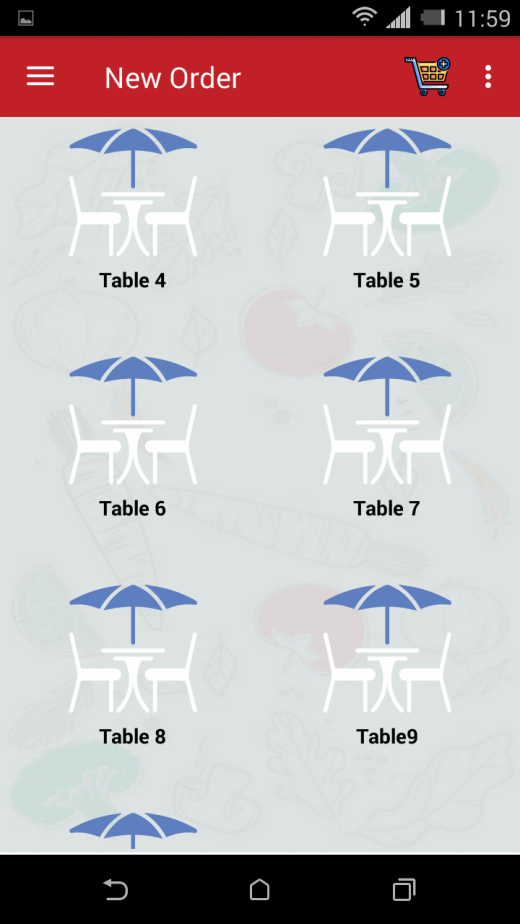 11:59
New Order
Table 4
Table 5
Table 6
Table 7
Table 8
Table9